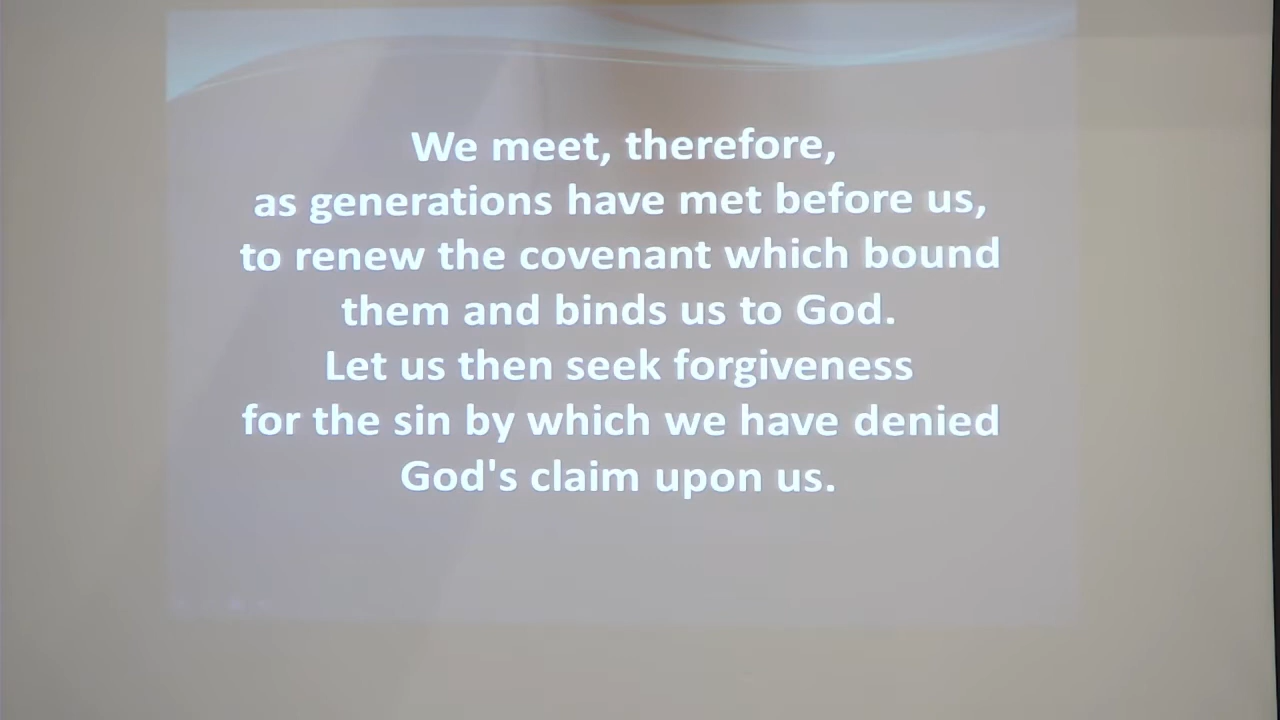 We meet, therefore,
as generations have met before us,
to renew the covenant which bound
them and binds us to God.
Let us then seek forgiveness
for the sin by which we have denied
God's claim upon us.